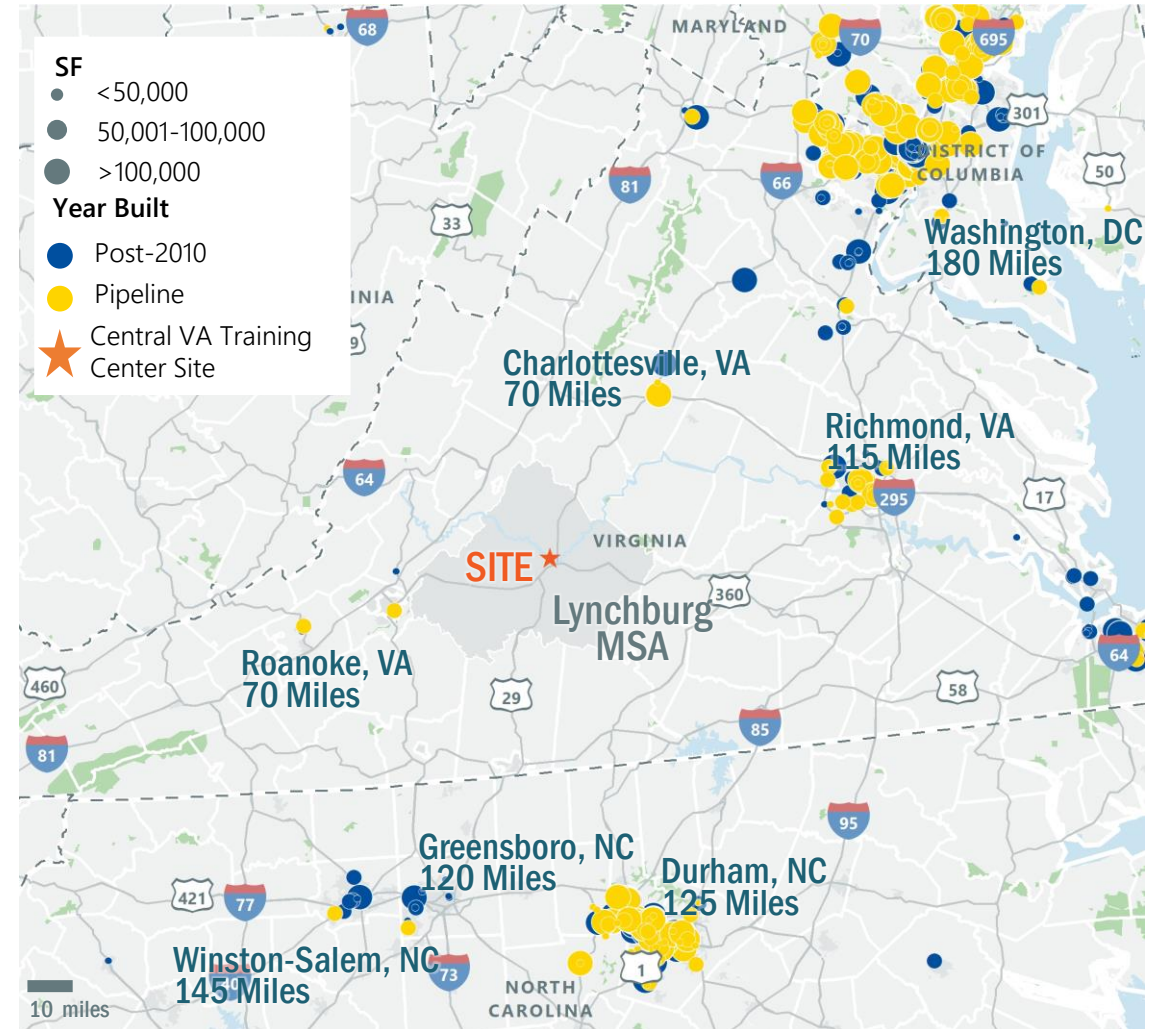 SF
<50,000
50,001-100,000
>100,000
Year Built
Post-2010
Pipeline
Central VA Training
Center Site
68
MARYLAND
70
695
301
DISTRICT OF
COLUMBIA
50
81
66
33
Washington, DC
180 Miles
INIA
9
Charlottesville, VA
70 Miles
Richmond, VA
115 Miles
64
295
17
VIRGINIA
SITE
360
Lynchburg
MSA
64
Roanoke, VA
70 Miles
460
29
58
85
81
95
Greensboro, NC
120 Miles
Durham, NC
125 Miles
421
77
Winston-Salem, NC
145 Miles
40
73
1
NORTH
CAROLINA
10 miles